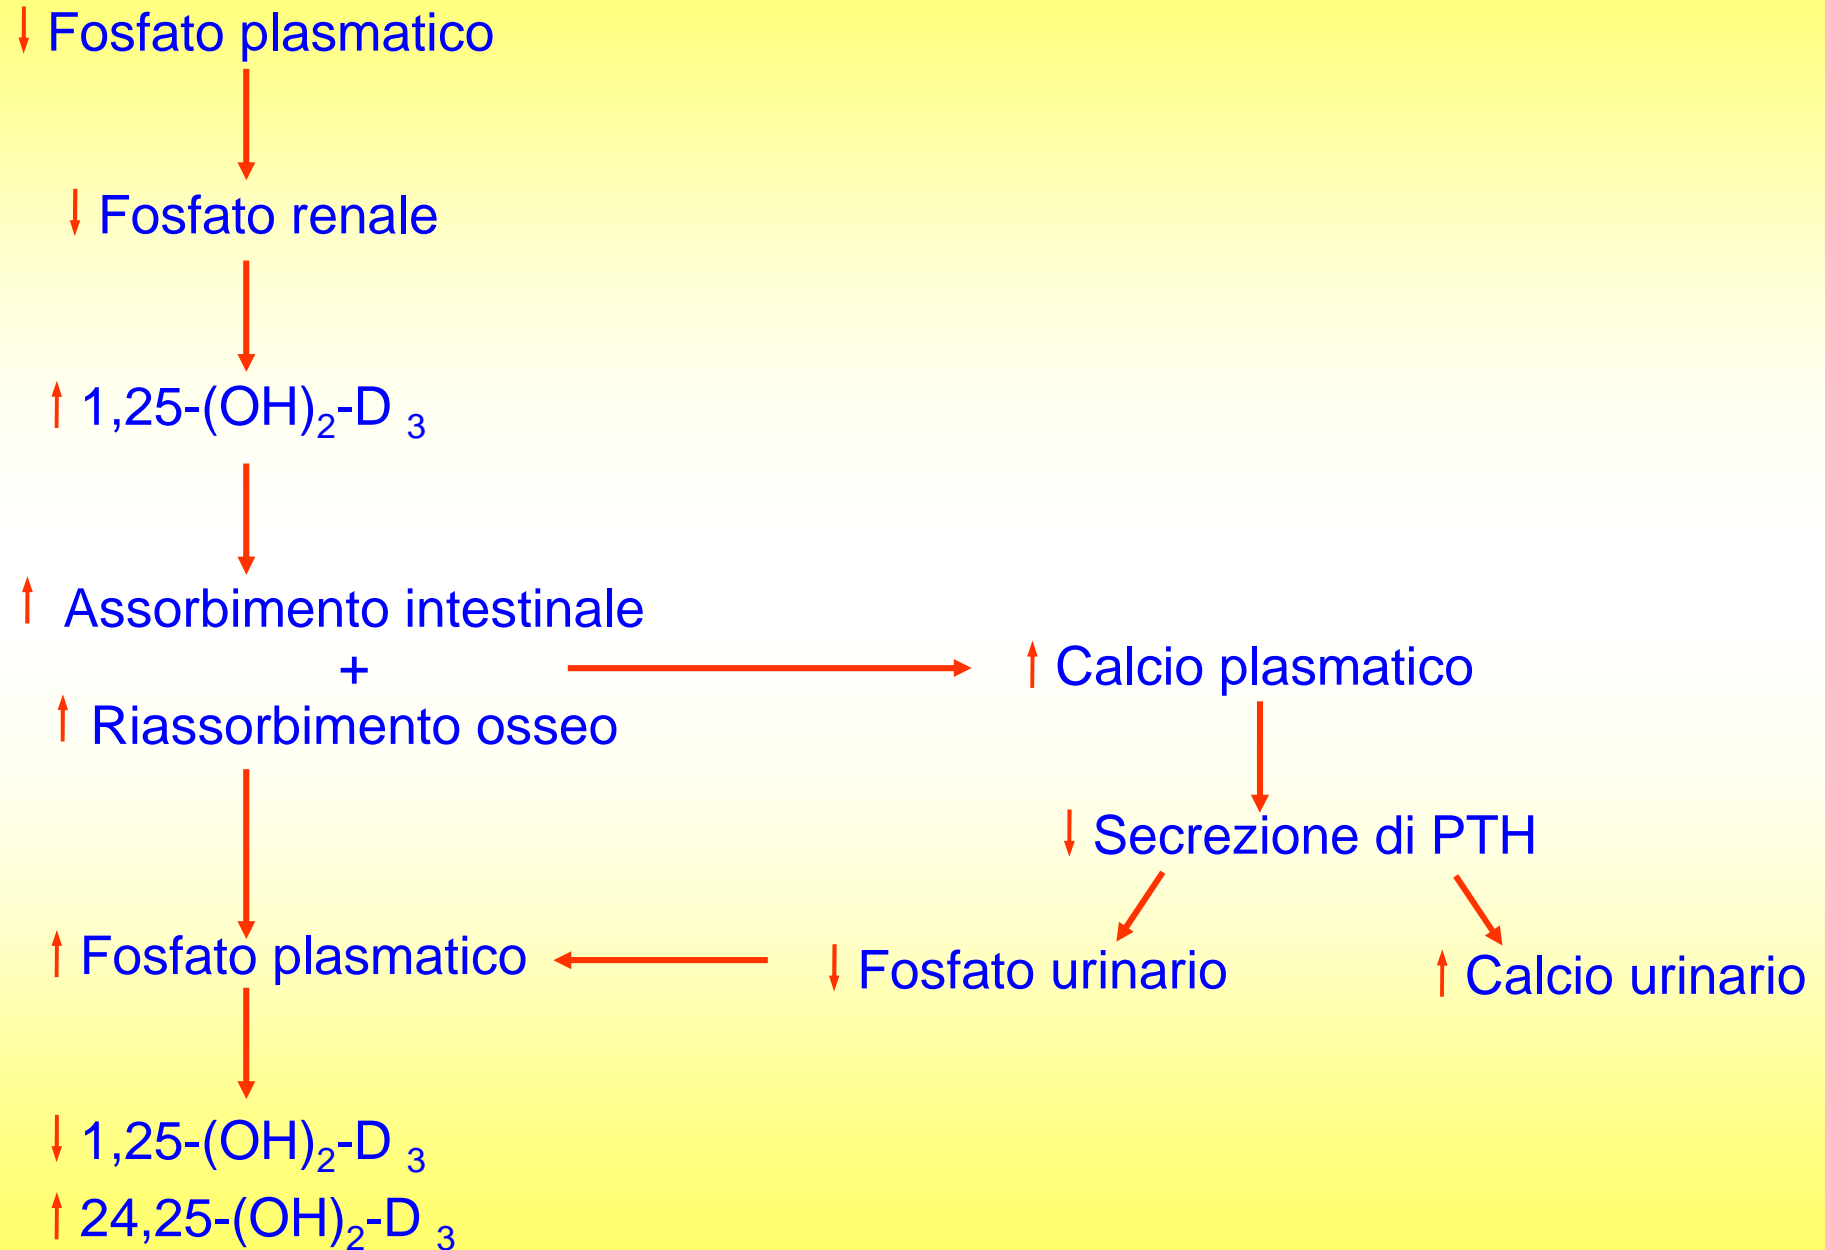 ↓ Fosfato plasmatico
↓ Fosfato renale
↑ 1,25-(OH)₂-D ₃
↑ Assorbimento intestinale
+
↑ Riassorbimento osseo
↑ Calcio plasmatico
↓ Secrezione di PTH
↑ Fosfato plasmatico
↓ Fosfato urinario
↑ Calcio urinario
↓ 1,25-(OH)₂-D ₃
↑ 24,25-(OH)₂-D ₃